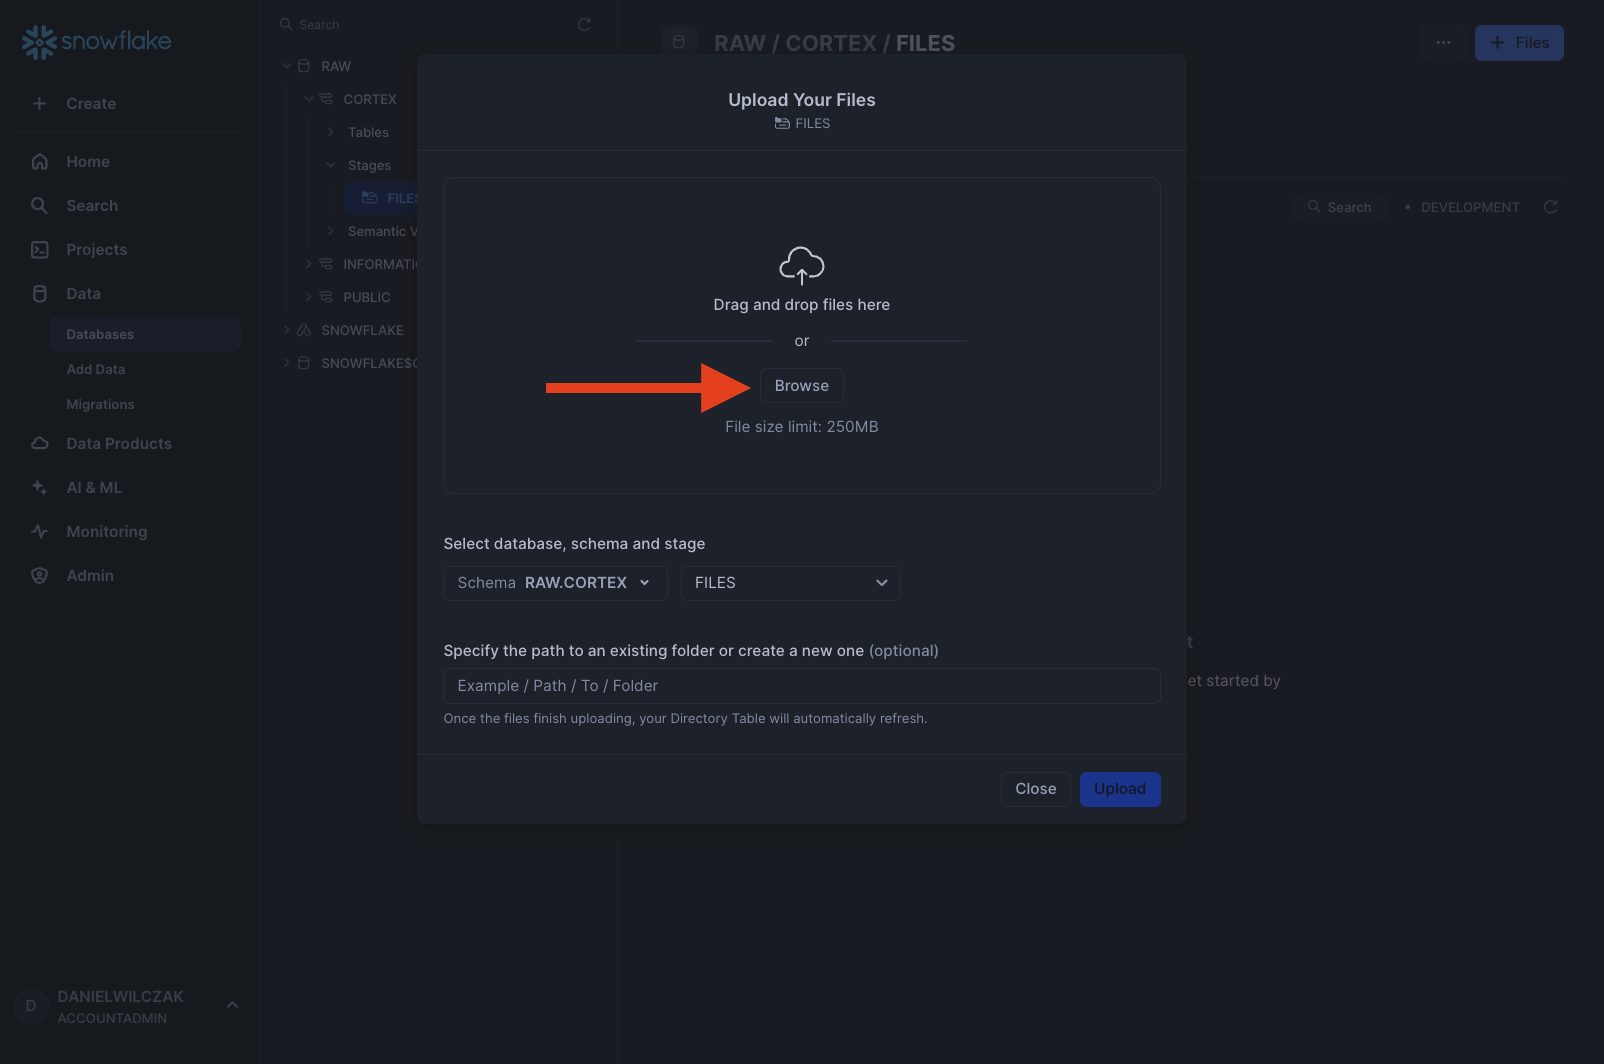 snowflake
Create
Home
Search
Projects
Data
Databases
Add Data
Migrations
Data Products
AI & ML
Monitoring
Admin
D
DANIELWILCZAK
ACCOUNTADMIN
Search
RAW
CORTEX
Tables
Stages
FILES
Semantic V
INFORMATIO
PUBLIC
SNOWFLAKE
SNOWFLAKE$
RAW / CORTEX / FILES
... + Files
Search • DEVELOPMENT
et started by
Upload Your Files
FILES
Drag and drop files here
or
Browse
File size limit: 250MB
Select database, schema and stage
Schema RAW.CORTEX FILES
Specify the path to an existing folder or create a new one (optional)
Example / Path / To / Folder
Once the files finish uploading, your Directory Table will automatically refresh.
Close Upload